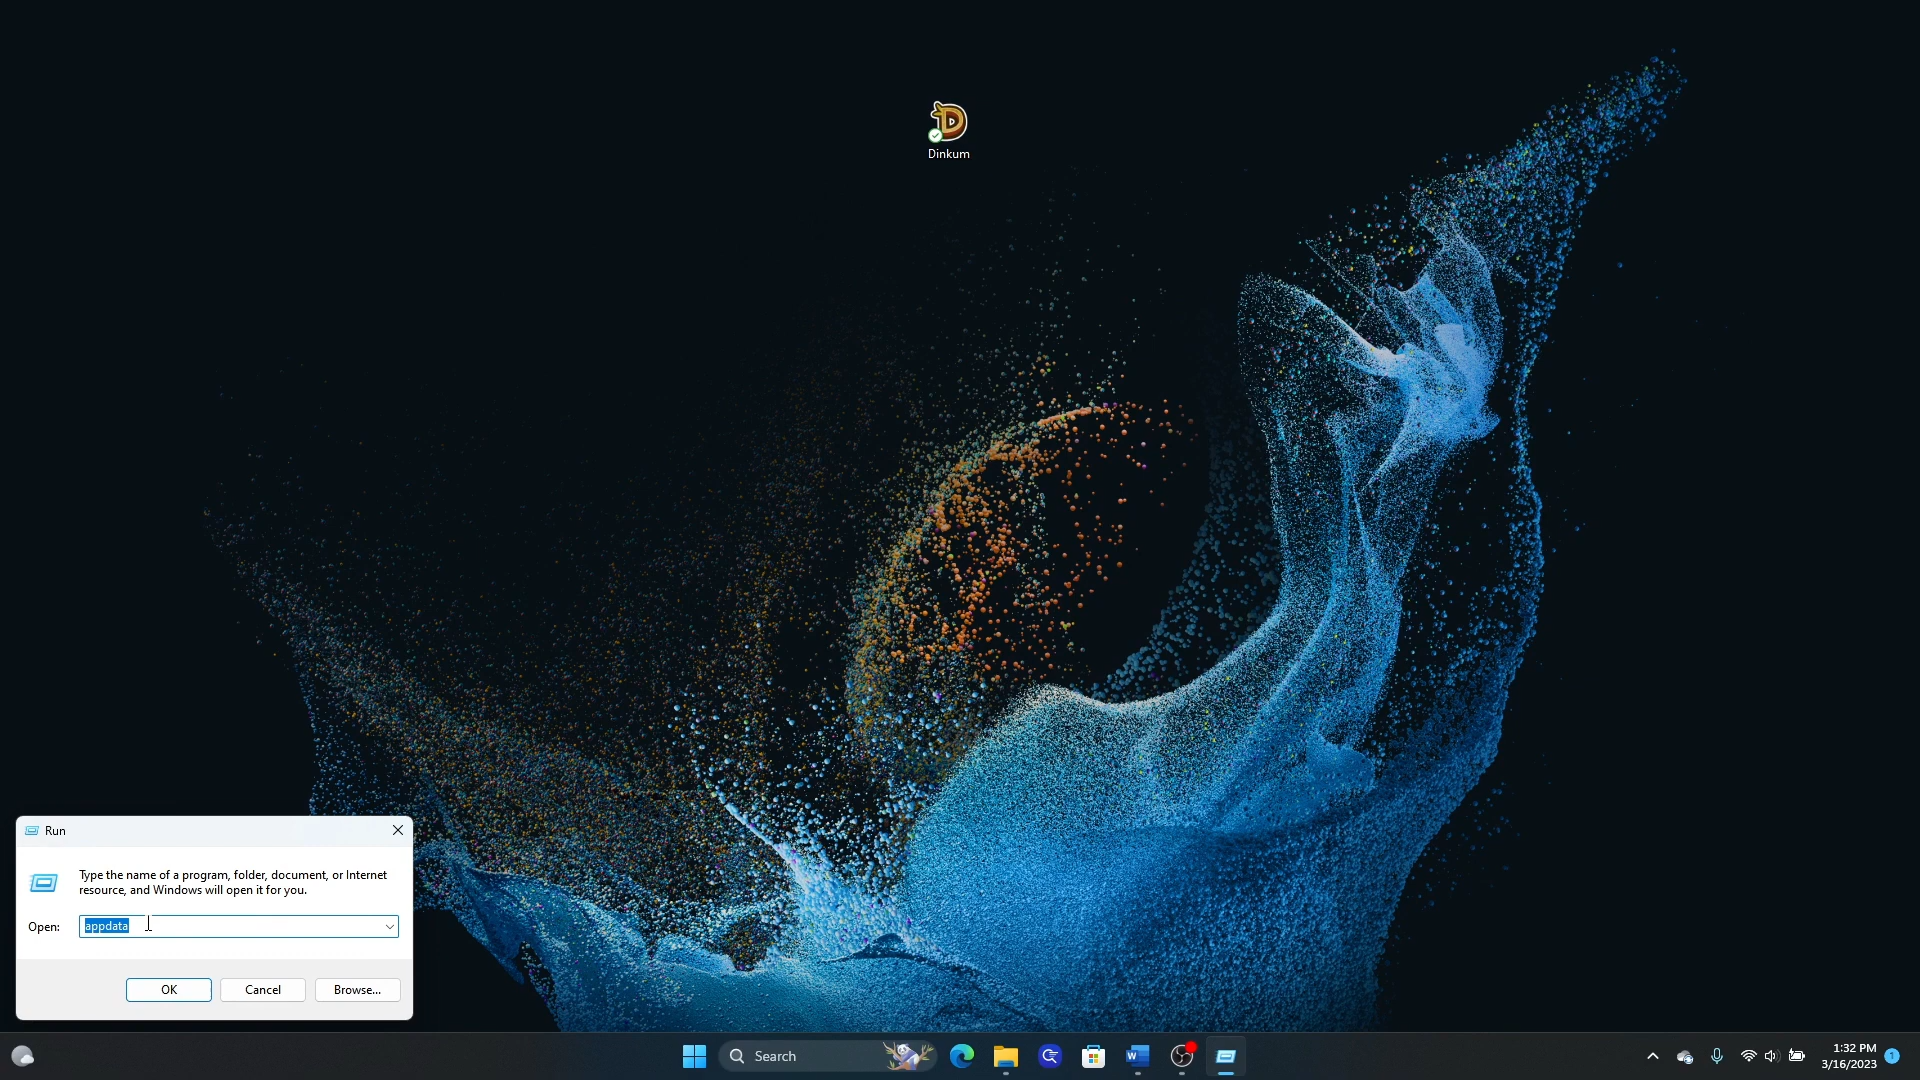 Dinkum
Run
Type the name of a program, folder, document, or Internet
resource, and Windows will open it for you.
Open:
appdata
OK
Cancel
Browse...
Search
1:32 PM
3/16/2023
1